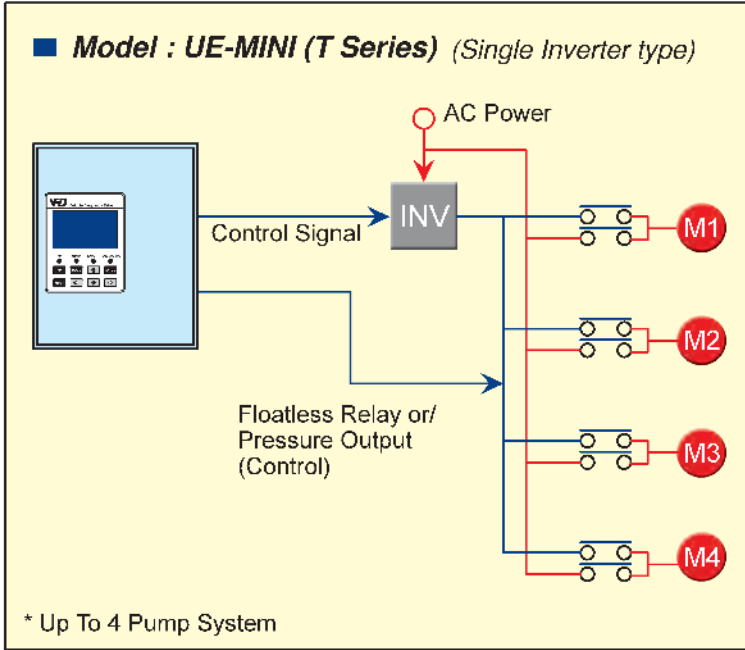 Model : UE-MINI (T Series) (Single Inverter type)
AC Power
INV
Control Signal
M1
M2
Floatless Relay or/
Pressure Output
(Control)
M3
M4
* Up To 4 Pump System